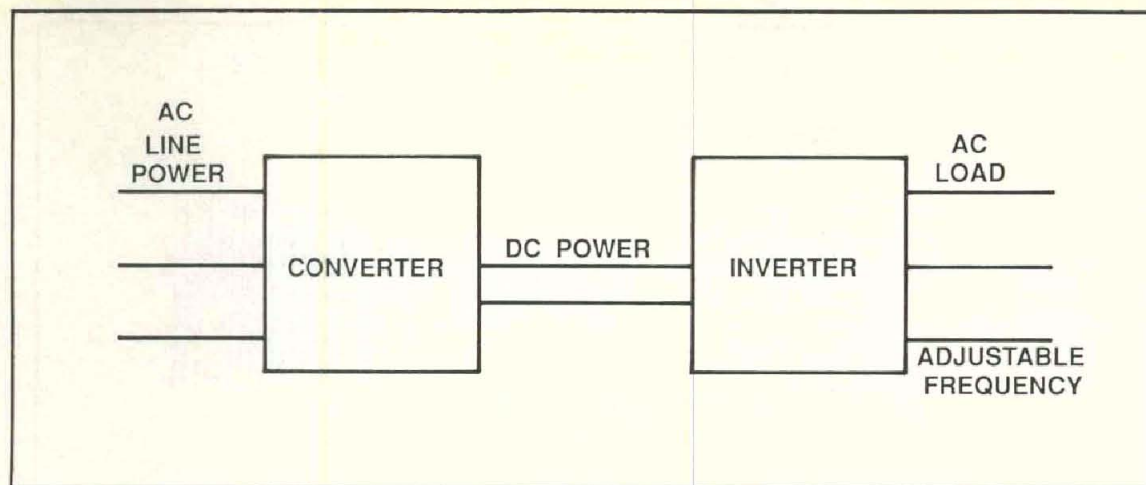 AC
LINE
POWER
CONVERTER
DC POWER
INVERTER
AC
LOAD
ADJUSTABLE
FREQUENCY